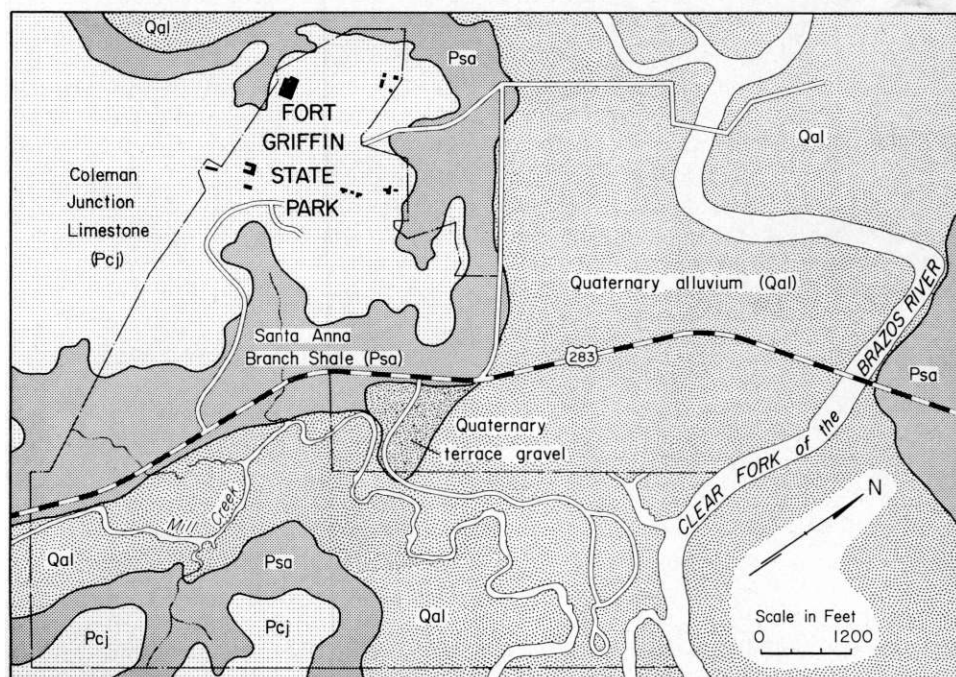 Qal
Psa
FORT
GRIFFIN
STATE
PARK
Coleman
Junction
Limestone
(Pcj)
Qal
Quaternary alluvium (Qal)
Santa Anna
Branch Shale (Psa)
283
BRAZOS RIVER
Psa
Quaternary
terrace gravel
CLEAR FORK of the
N
Mill Creek
Qal
Psa
Pcj
Pcj
Qal
Scale in Feet
0 1200